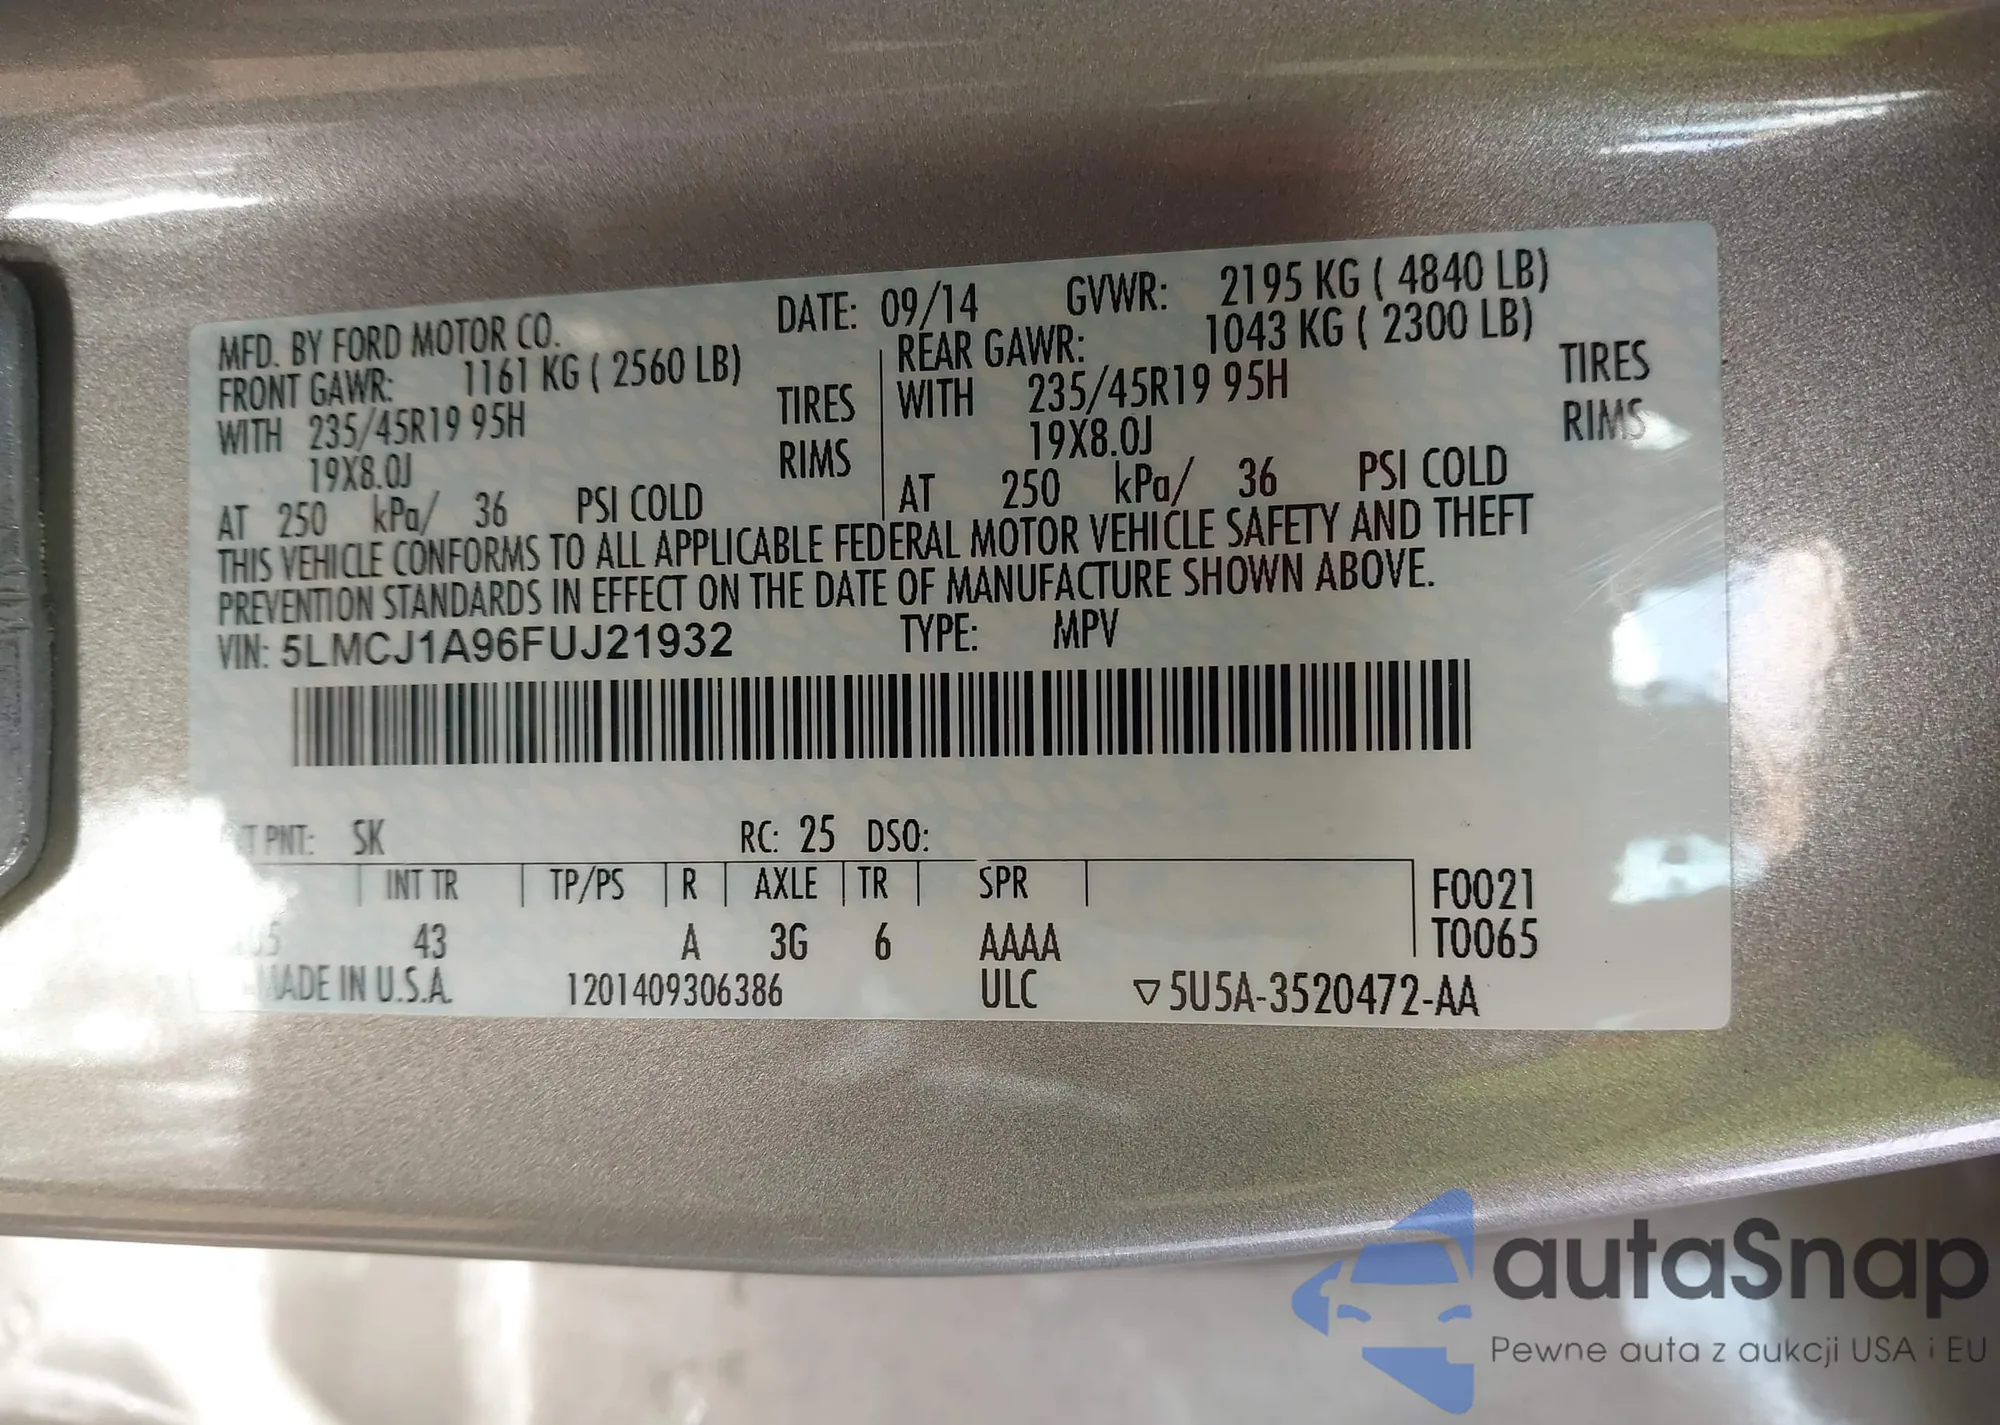 MFD. BY FORD MOTOR CO. DATE: 09/14 GVWR: 2195 KG ( 4840 LB)
FRONT GAWR: 1161 KG ( 2560 LB) REAR GAWR: 1043 KG ( 2300 LB)
WITH 235/45R19 95H TIRES WITH 235/45R19 95H TIRES
19X8.0J RIMS 19X8.0J RIMS
AT 250 kPa/ 36 PSI COLD AT 250 kPa/ 36 PSI COLD
THIS VEHICLE CONFORMS TO ALL APPLICABLE FEDERAL MOTOR VEHICLE SAFETY AND THEFT
PREVENTION STANDARDS IN EFFECT ON THE DATE OF MANUFACTURE SHOWN ABOVE.
VIN: 5LMCJ1A96FUJ21932 TYPE: MPV
PNT: SK RC: 25 DSO:
INT TR TP/PS R AXLE TR SPR F0021
43 A 3G 6 AAAA T0065
MADE IN U.S.A. 1201409306386 ULC ▽5U5A-3520472-AA
autaSnap
Pewne auta z aukcji USA i EU